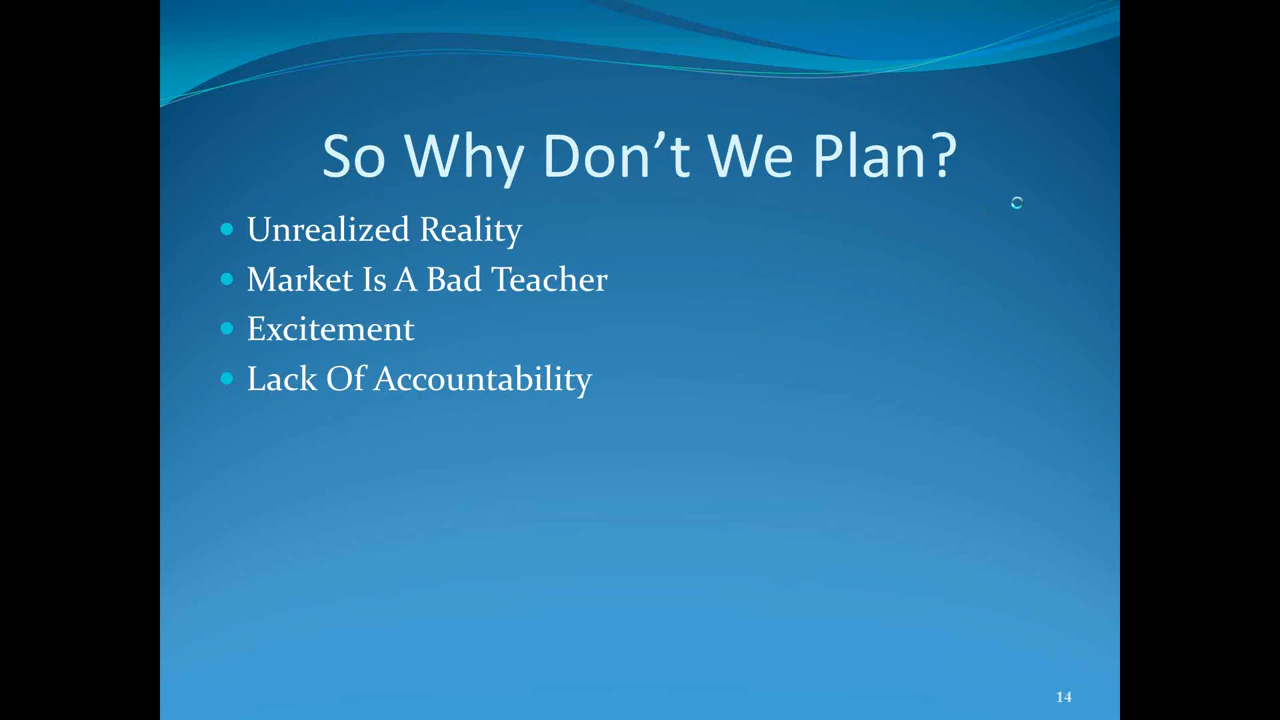 So Why Don’t We Plan?
Unrealized Reality
Market Is A Bad Teacher
Excitement
Lack Of Accountability
14